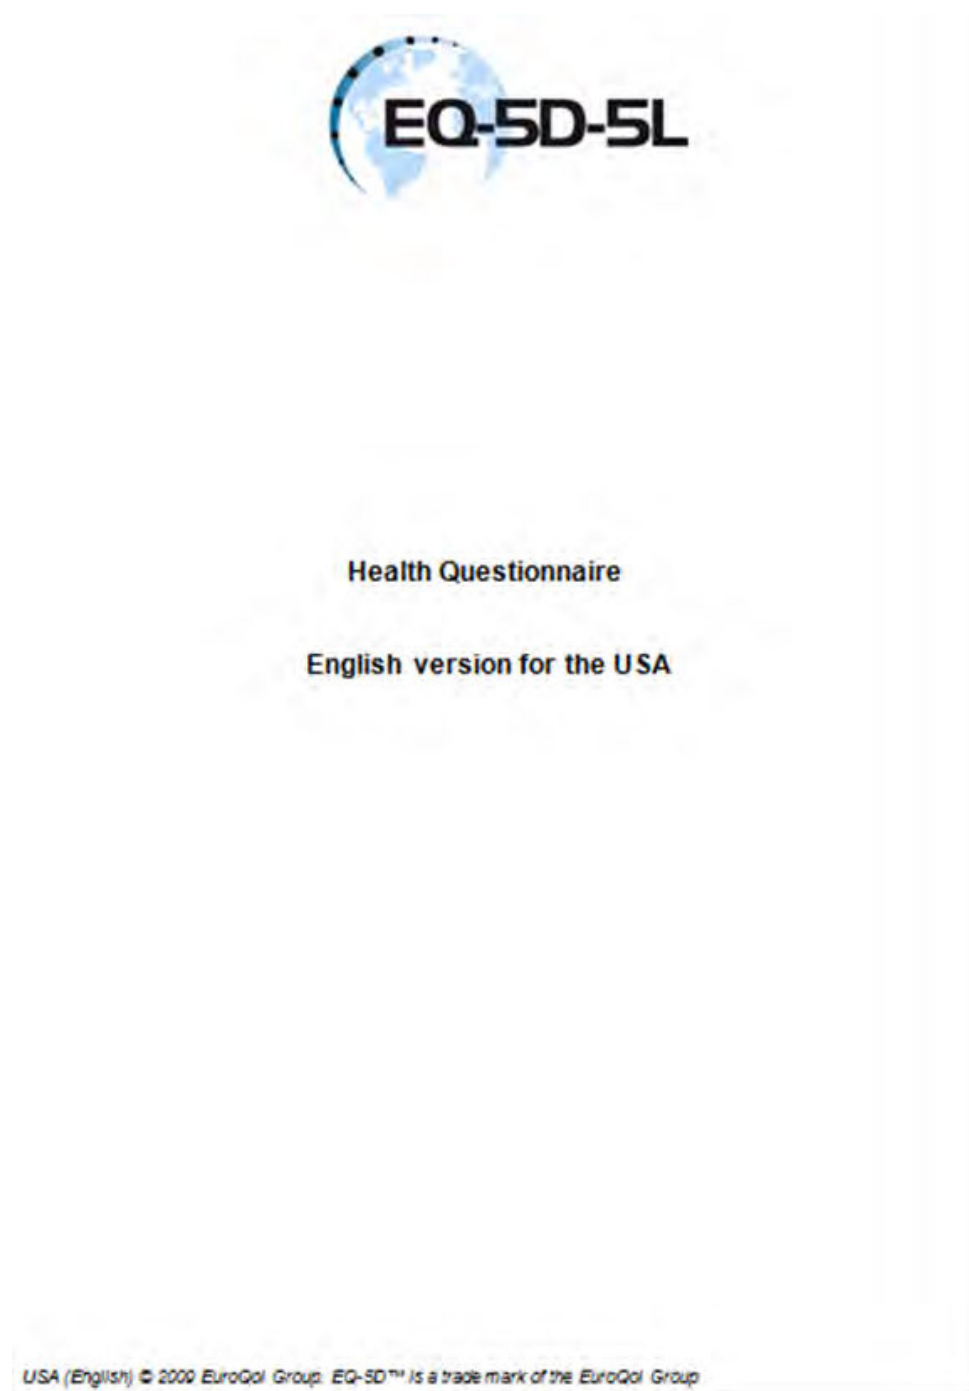 EQ-5D-5L
Health Questionnaire
English version for the USA
USA (English) © 2009 EuroQol Group. EQ-5D™ is a trade mark of the EuroQol Group